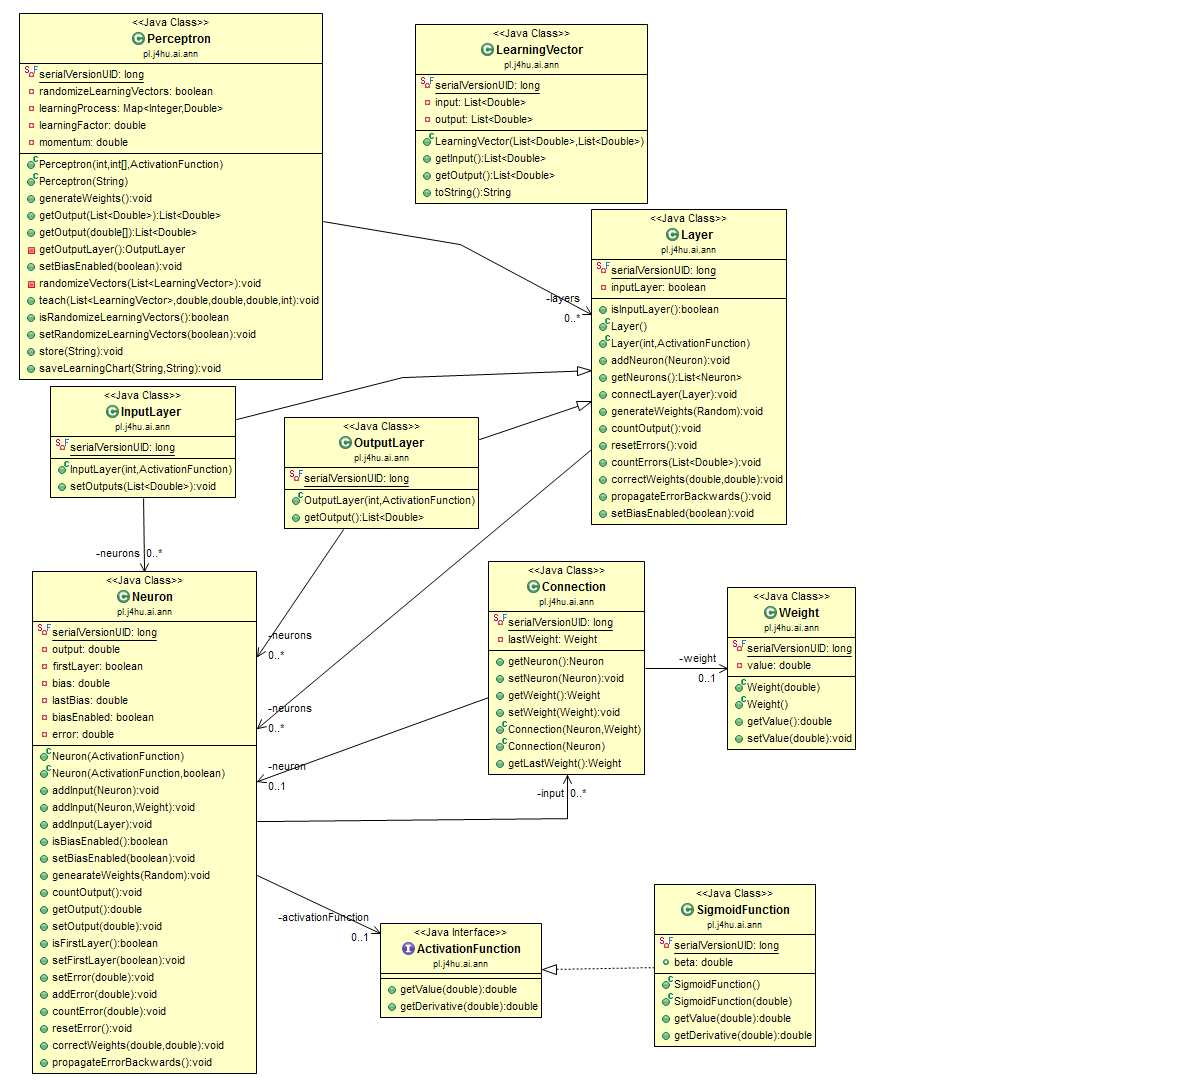 <<Java Class>>
Perceptron
pl.j4hu.ai.ann
serialVersionUID: long
randomizeLearningVectors: boolean
learningProcess: Map<Integer,Double>
learningFactor: double
momentum: double
Perceptron(int,int[],ActivationFunction)
Perceptron(String)
generateWeights():void
getOutput(List<Double>):List<Double>
getOutput(double[]):List<Double>
getOutputLayer():OutputLayer
setBiasEnabled(boolean):void
randomizeVectors(List<LearningVector>):void
teach(List<LearningVector>,double,double,double,int):void
isRandomizeLearningVectors():boolean
setRandomizeLearningVectors(boolean):void
store(String):void
saveLearningChart(String,String):void
<<Java Class>>
LearningVector
pl.j4hu.ai.ann
serialVersionUID: long
input: List<Double>
output: List<Double>
LearningVector(List<Double>,List<Double>)
getInput():List<Double>
getOutput():List<Double>
toString():String
<<Java Class>>
Layer
pl.j4hu.ai.ann
serialVersionUID: long
inputLayer: boolean
isInputLayer():boolean
Layer()
Layer(int,ActivationFunction)
addNeuron(Neuron):void
getNeurons():List<Neuron>
connectLayer(Layer):void
generateWeights(Random):void
countOutput():void
resetErrors():void
countErrors(List<Double>):void
correctWeights(double,double):void
propagateErrorBackwards():void
setBiasEnabled(boolean):void
-layers
0..*
<<Java Class>>
InputLayer
pl.j4hu.ai.ann
serialVersionUID: long
InputLayer(int,ActivationFunction)
setOutputs(List<Double>):void
<<Java Class>>
OutputLayer
pl.j4hu.ai.ann
serialVersionUID: long
OutputLayer(int,ActivationFunction)
getOutput():List<Double>
-neurons 0..*
<<Java Class>>
Neuron
pl.j4hu.ai.ann
serialVersionUID: long
output: double
firstLayer: boolean
bias: double
lastBias: double
biasEnabled: boolean
error: double
Neuron(ActivationFunction)
Neuron(ActivationFunction,boolean)
addInput(Neuron):void
addInput(Neuron,Weight):void
addInput(Layer):void
isBiasEnabled():boolean
setBiasEnabled(boolean):void
genearateWeights(Random):void
countOutput():void
getOutput():double
setOutput(double):void
isFirstLayer():boolean
setFirstLayer(boolean):void
setError(double):void
addError(double):void
countError(double):void
resetError():void
correctWeights(double,double):void
propagateErrorBackwards():void
-neurons
0..*
-neurons
0..*
-neuron
0..1
<<Java Class>>
Connection
pl.j4hu.ai.ann
serialVersionUID: long
lastWeight: Weight
getNeuron():Neuron
setNeuron(Neuron):void
getWeight():Weight
setWeight(Weight):void
Connection(Neuron,Weight)
Connection(Neuron)
getLastWeight():Weight
-input 0..*
-weight
0..1
<<Java Class>>
Weight
pl.j4hu.ai.ann
serialVersionUID: long
value: double
Weight(double)
Weight()
getValue():double
setValue(double):void
-activationFunction
0..1
<<Java Interface>>
ActivationFunction
pl.j4hu.ai.ann
getValue(double):double
getDerivative(double):double
<<Java Class>>
SigmoidFunction
pl.j4hu.ai.ann
serialVersionUID: long
beta: double
SigmoidFunction()
SigmoidFunction(double)
getValue(double):double
getDerivative(double):double